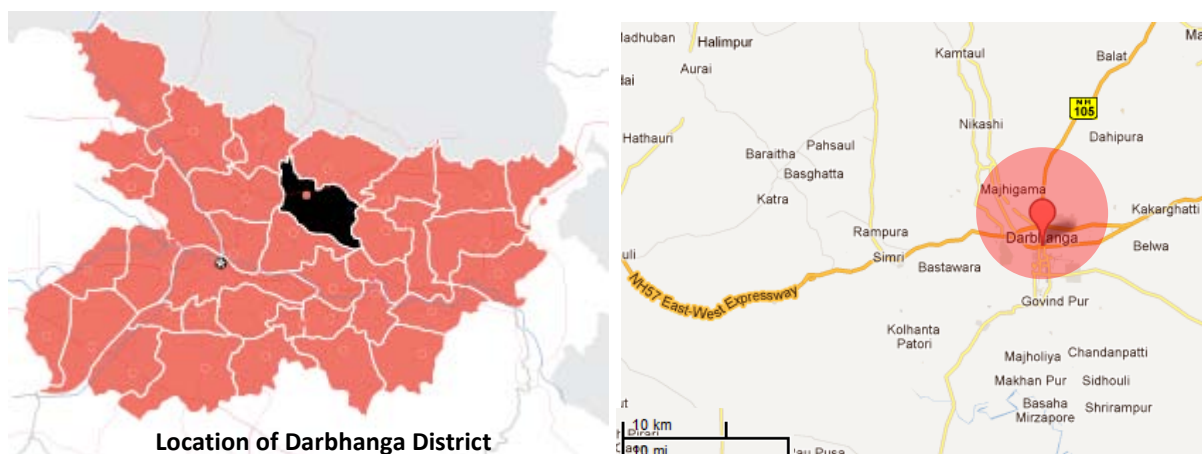 Location of Darbhanga District
Halimpur
Kamtaul
Balat
Aurai
NH
105
Hathauri
Nikashi
Dahipura
Baraitha
Pahsaul
Basghatta
Majhigama
Katra
Kakarghatti
Rampura
Darbhanga
Simri
Belwa
Bastawara
NH57 East-West Expressway
Govind Pur
Kolhanta
Patori
Majholiya
Chandanpatti
Makhan Pur
Sidhouli
Basaha
Mirzapore
Shrirampur
10 km
10 mi